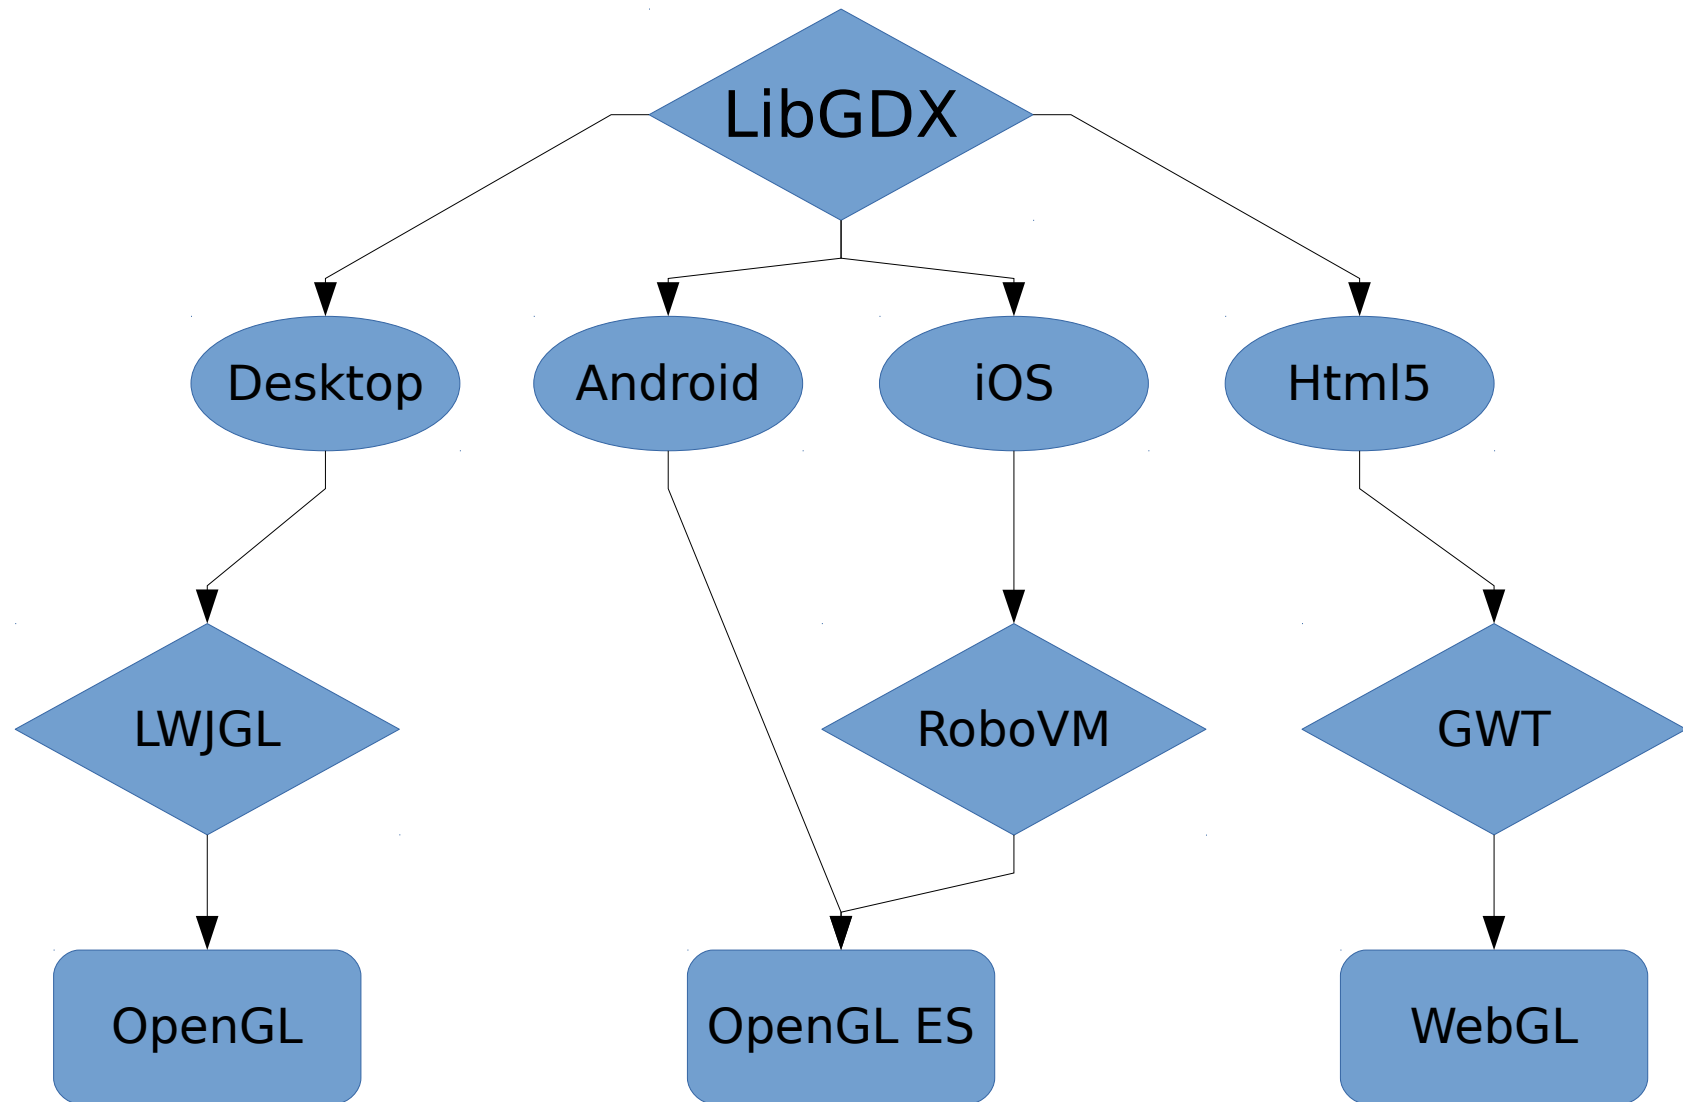 LibGDX
Desktop
Android
iOS
Html5
LWJGL
RoboVM
GWT
OpenGL
OpenGL ES
WebGL